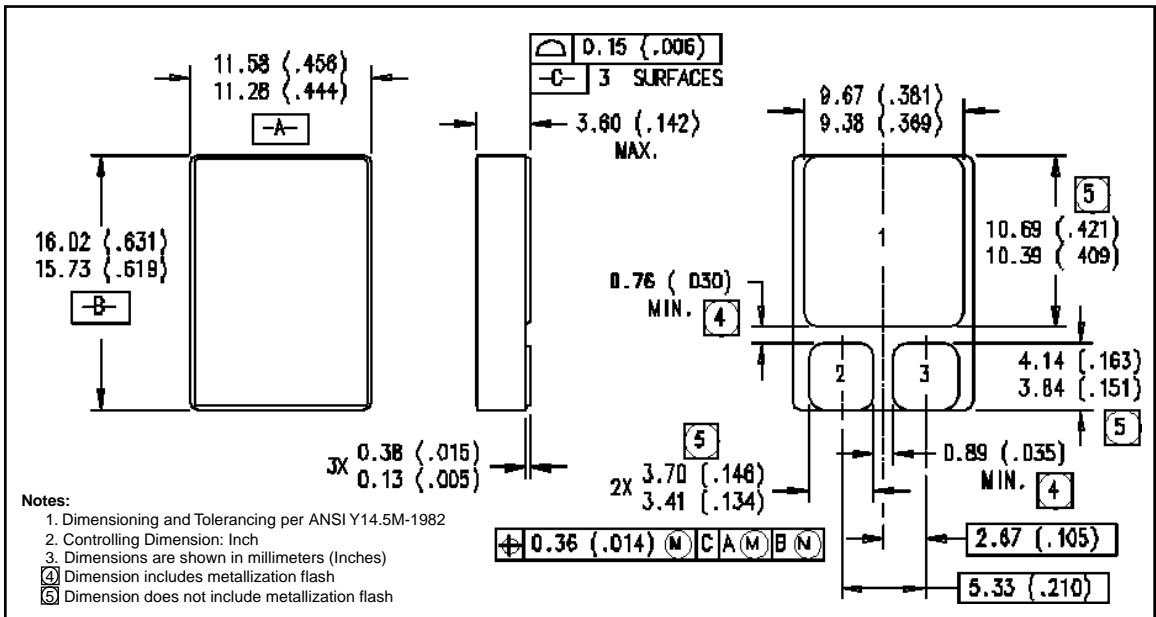 11.58 (.456)
11.28 (.444)
-A-
0.15 (.006)
-C- 3 SURFACES
3.60 (.142)
MAX.
9.67 (.381)
9.38 (.369)
16.02 (.631)
15.73 (.619)
-B-
1
5
10.69 (.421)
10.39 ( 409)
0.76 ( 030)
MIN. 4
2 3
4.14 (.163)
3.84 (.151)
5
3X 0.38 (.015)
0.13 (.005)
5
2X 3.70 (.146)
3.41 (.134)
0.89 (.035)
MIN. 4
0.36 (.014) M C A M B
2.67 (.105)
5.33 (.210)
Notes:
1. Dimensioning and Tolerancing per ANSI Y14.5M-1982
2. Controlling Dimension: Inch
3. Dimensions are shown in millimeters (Inches)
4 Dimension includes metallization flash
5 Dimension does not include metallization flash